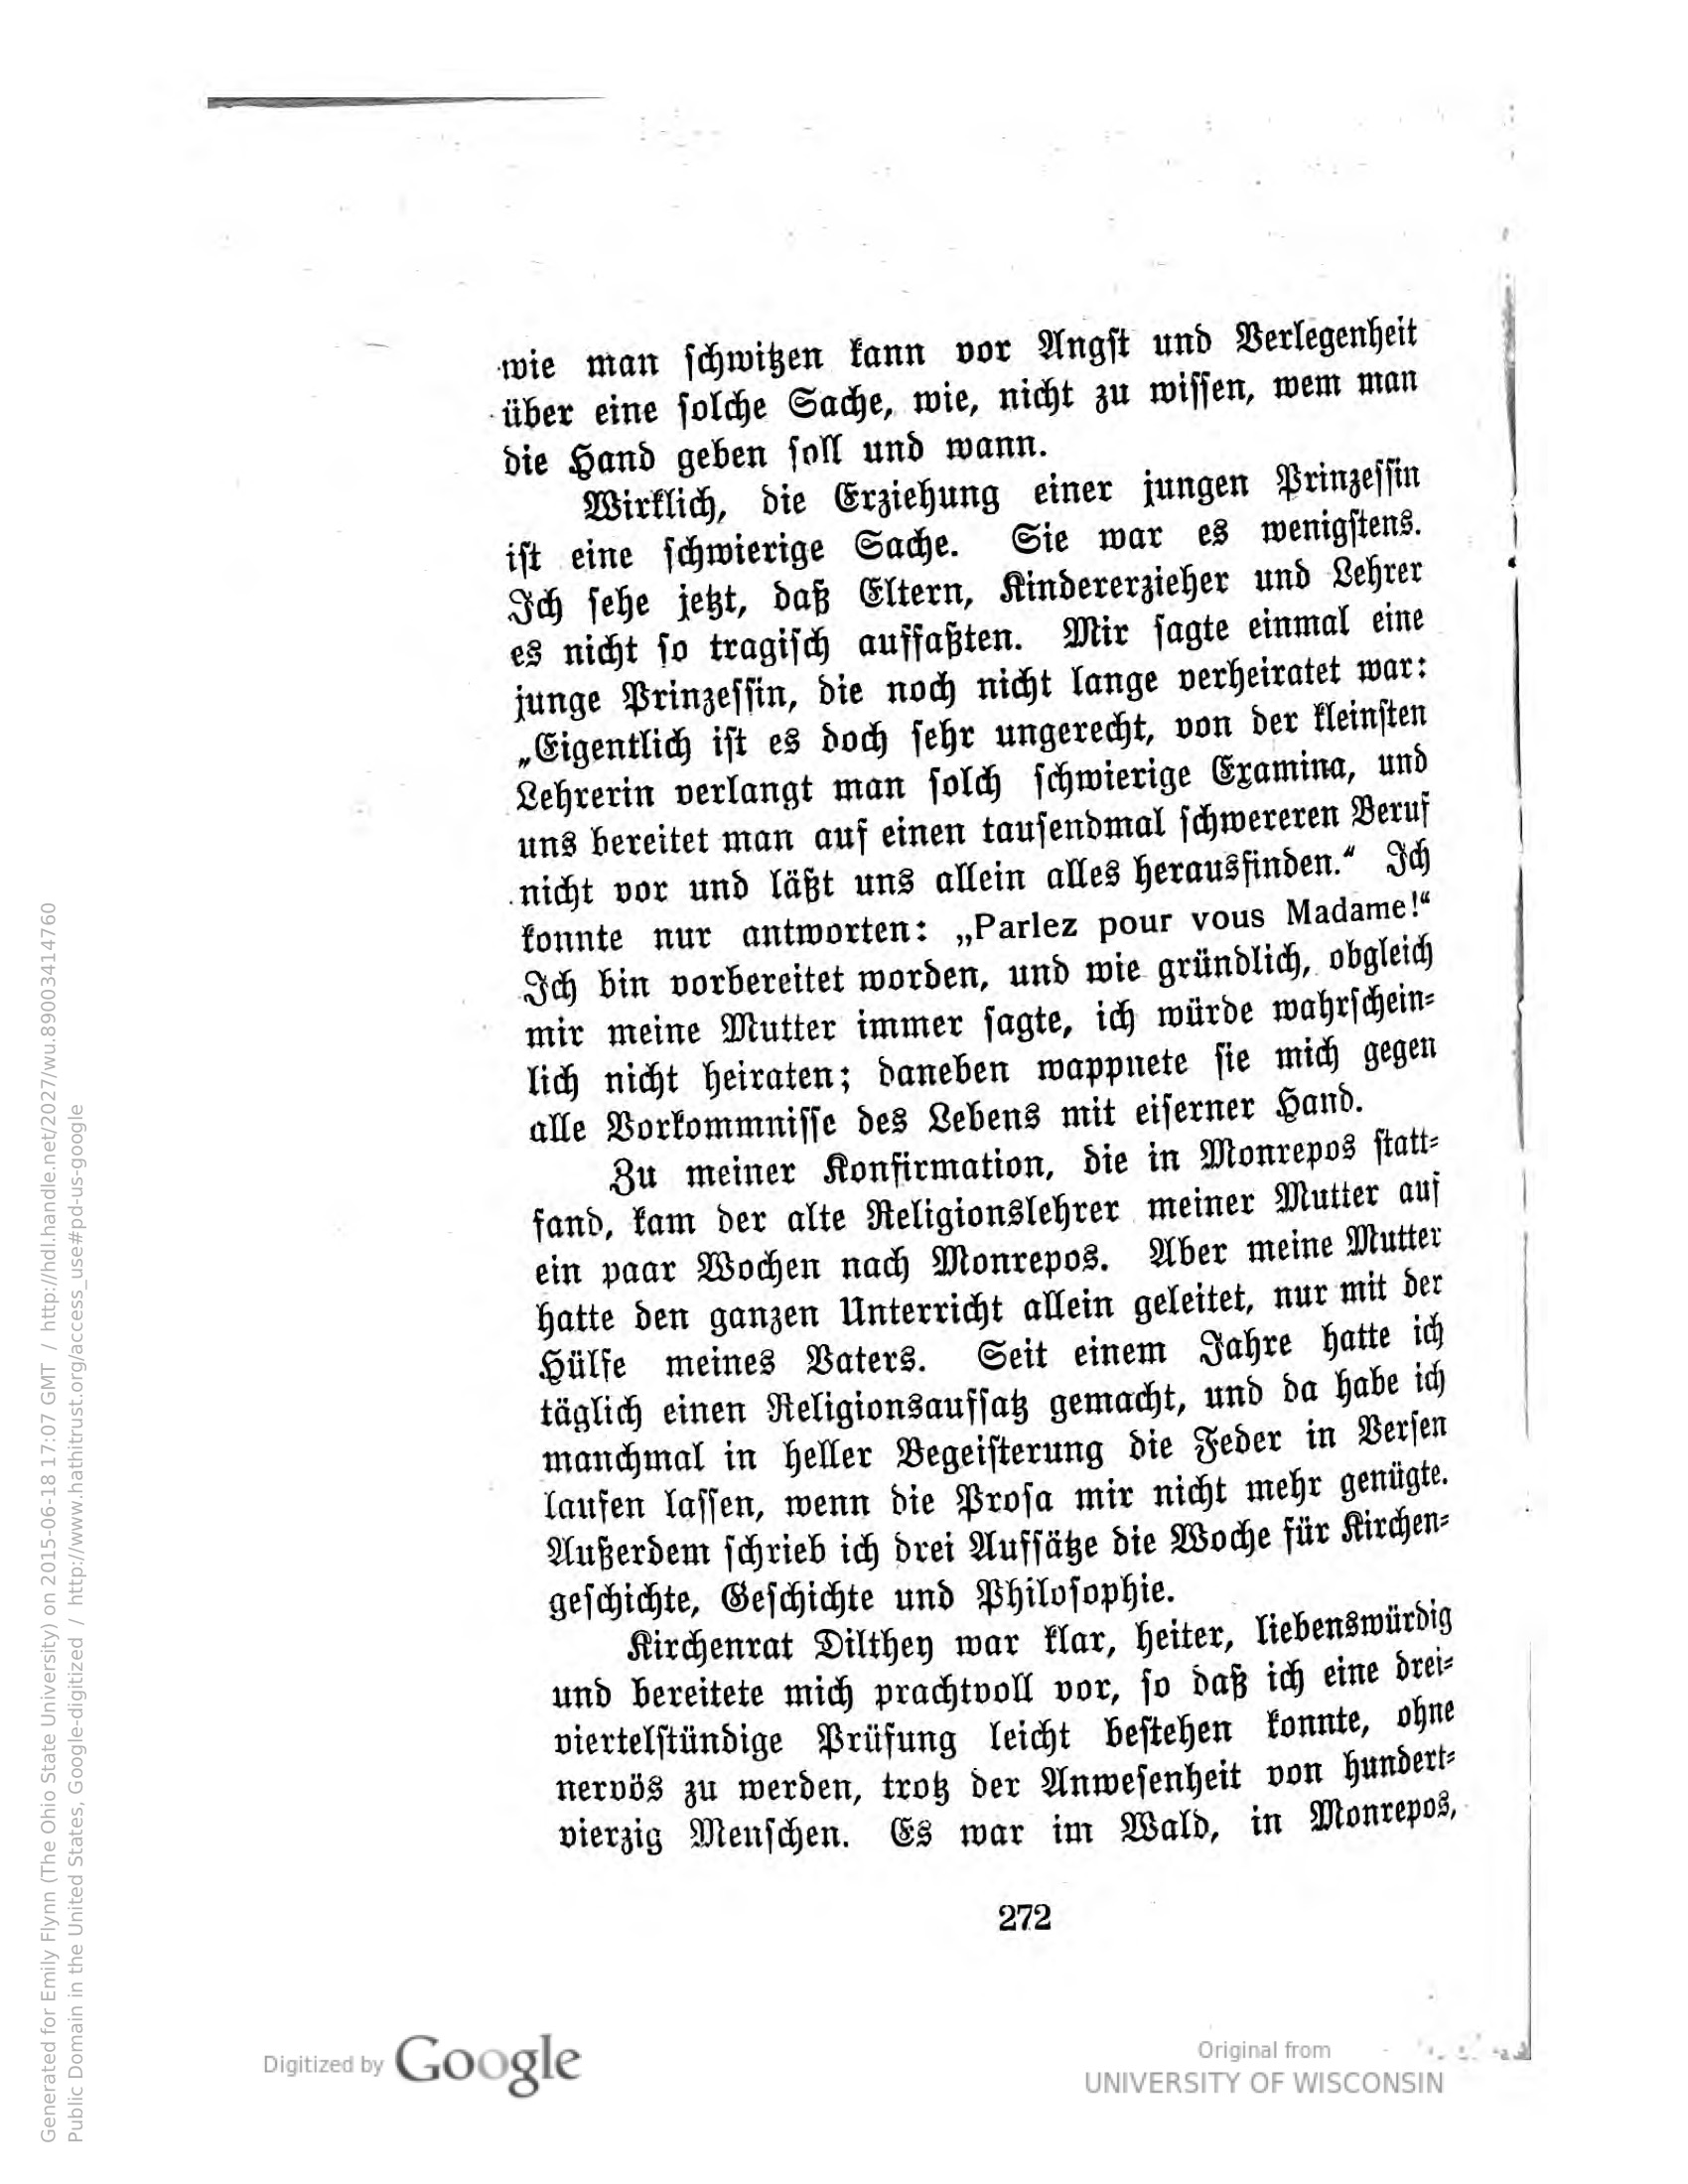 wie man schwitzen kann vor Angst und Verlegenheit
über eine solche Sache, wie, nicht zu wissen, wem man
die Hand geben soll und wann.
Wirklich, die Erziehung einer jungen Prinzessin
ist eine schwierige Sache. Sie war es wenigstens.
Ich sehe jetzt, daß Eltern, Kindererzieher und Lehrer
es nicht so tragisch auffaßten. Mir sagte einmal eine
junge Prinzessin, die noch nicht lange verheiratet war:
„Eigentlich ist es doch sehr ungerecht, von der kleinsten
Lehrerin verlangt man solch schwierige Examina, und
uns bereitet man auf einen tausendmal schwereren Beruf
nicht vor und läßt uns allein alles herausfinden.“ Ich
konnte nur antworten: „Parlez pour vous Madame!“
Ich bin vorbereitet worden, und wie gründlich, obgleich
mir meine Mutter immer sagte, ich würde wahrschein-
lich nicht heiraten; daneben wappnete sie mich gegen
alle Vorkommnisse des Lebens mit eiserner Hand.
Zu meiner Konfirmation, die in Monrepos statt-
fand, kam der alte Religionslehrer meiner Mutter auf
ein paar Wochen nach Monrepos. Aber meine Mutter
hatte den ganzen Unterricht allein geleitet, nur mit der
Hülfe meines Vaters. Seit einem Jahre hatte ich
täglich einen Religionsaufsatz gemacht, und da habe ich
manchmal in heller Begeisterung die Feder in Versen
laufen lassen, wenn die Prosa mir nicht mehr genügte.
Außerdem schrieb ich drei Aufsätze die Woche für Kirchen-
geschichte, Geschichte und Philosophie.
Kirchenrat Dilthey war klar, heiter, liebenswürdig
und bereitete mich prachtvoll vor, so daß ich eine drei-
viertelstündige Prüfung leicht bestehen konnte, ohne
nervös zu werden, trotz der Anwesenheit von hundert-
vierzig Menschen. Es war im Wald, in Monrepos,
272
Digitized by Google
Original from
UNIVERSITY OF WISCONSIN
Generated for Emily Flynn (The Ohio State University) on 2015-06-18 17:07 GMT / http://hdl.handle.net/2027/wu.89003414760
Public Domain in the United States, Google-digitized / http://www.hathitrust.org/access_use#pd-us-google